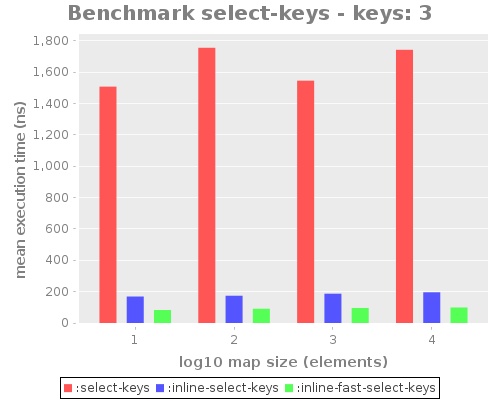 Benchmark select-keys - keys: 3
mean execution time (ns)
1,800
1,600
1,400
1,200
1,000
800
600
400
200
0
1 2 3 4
log10 map size (elements)
:select-keys :inline-select-keys :inline-fast-select-keys